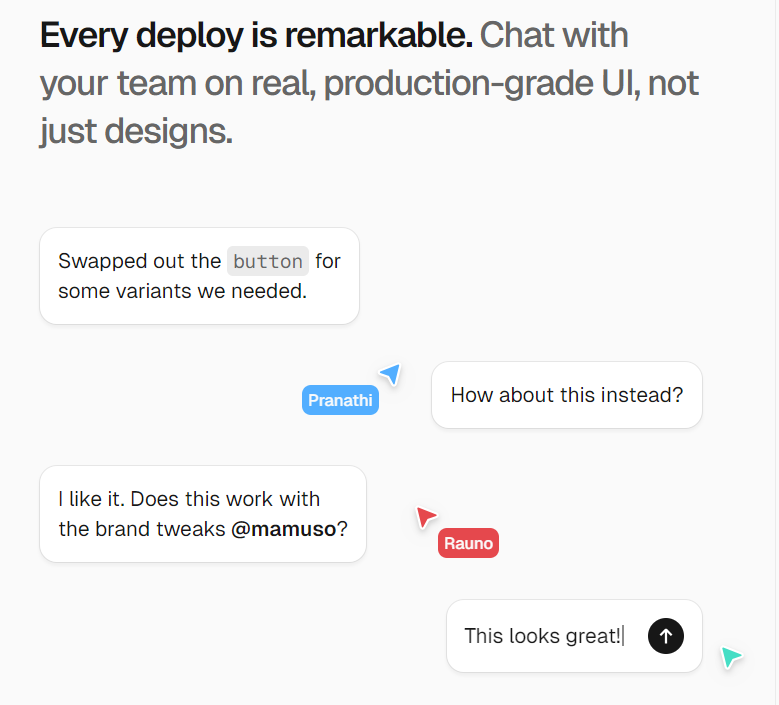 Every deploy is remarkable. Chat with
your team on real, production-grade UI, not
just designs.
Swapped out the button for
some variants we needed.
Pranathi
How about this instead?
I like it. Does this work with
the brand tweaks @mamuso?
Rauno
This looks great!